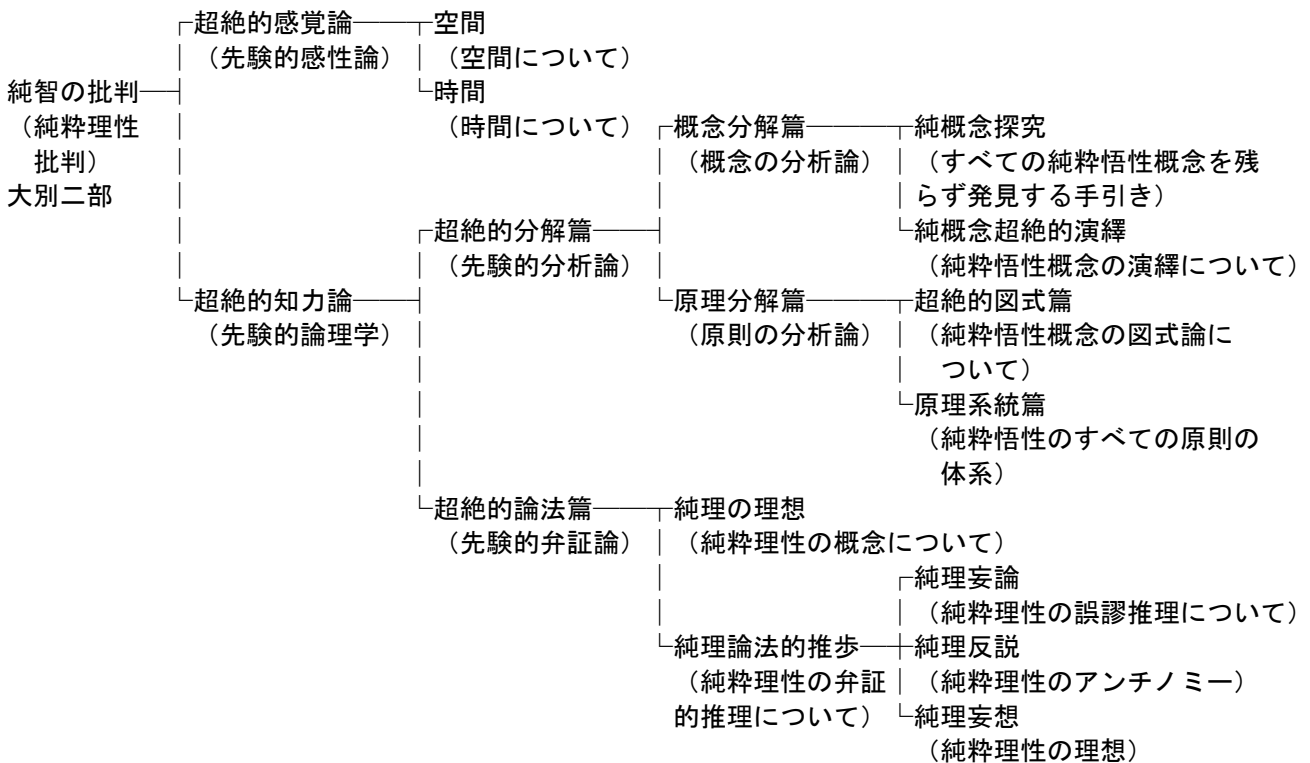 超絶的感覚論 空間
（先験的感性論） （空間について）
純智の批判 時間
（純粋理性 （時間について） 概念分解篇 純概念探究
批判） （概念の分析論） （すべての純粋悟性概念を残
大別二部 らず発見する手引き）
超絶的分解篇 純概念超絶的演繹
（先験的分析論） （純粋悟性概念の演繹について）
超絶的知力論 原理分解篇 超絶的図式篇
（先験的論理学） （原則の分析論） （純粋悟性概念の図式論に
ついて）
原理系統篇
（純粋悟性のすべての原則の
体系）
超絶的論法篇 純理の理想
（先験的弁証論） （純粋理性の概念について）
純理妄論
（純粋理性の誤謬推理について）
純理論法的推歩 純理反説
（純粋理性の弁証 （純粋理性のアンチノミー）
的推理について） 純理妄想
（純粋理性の理想）